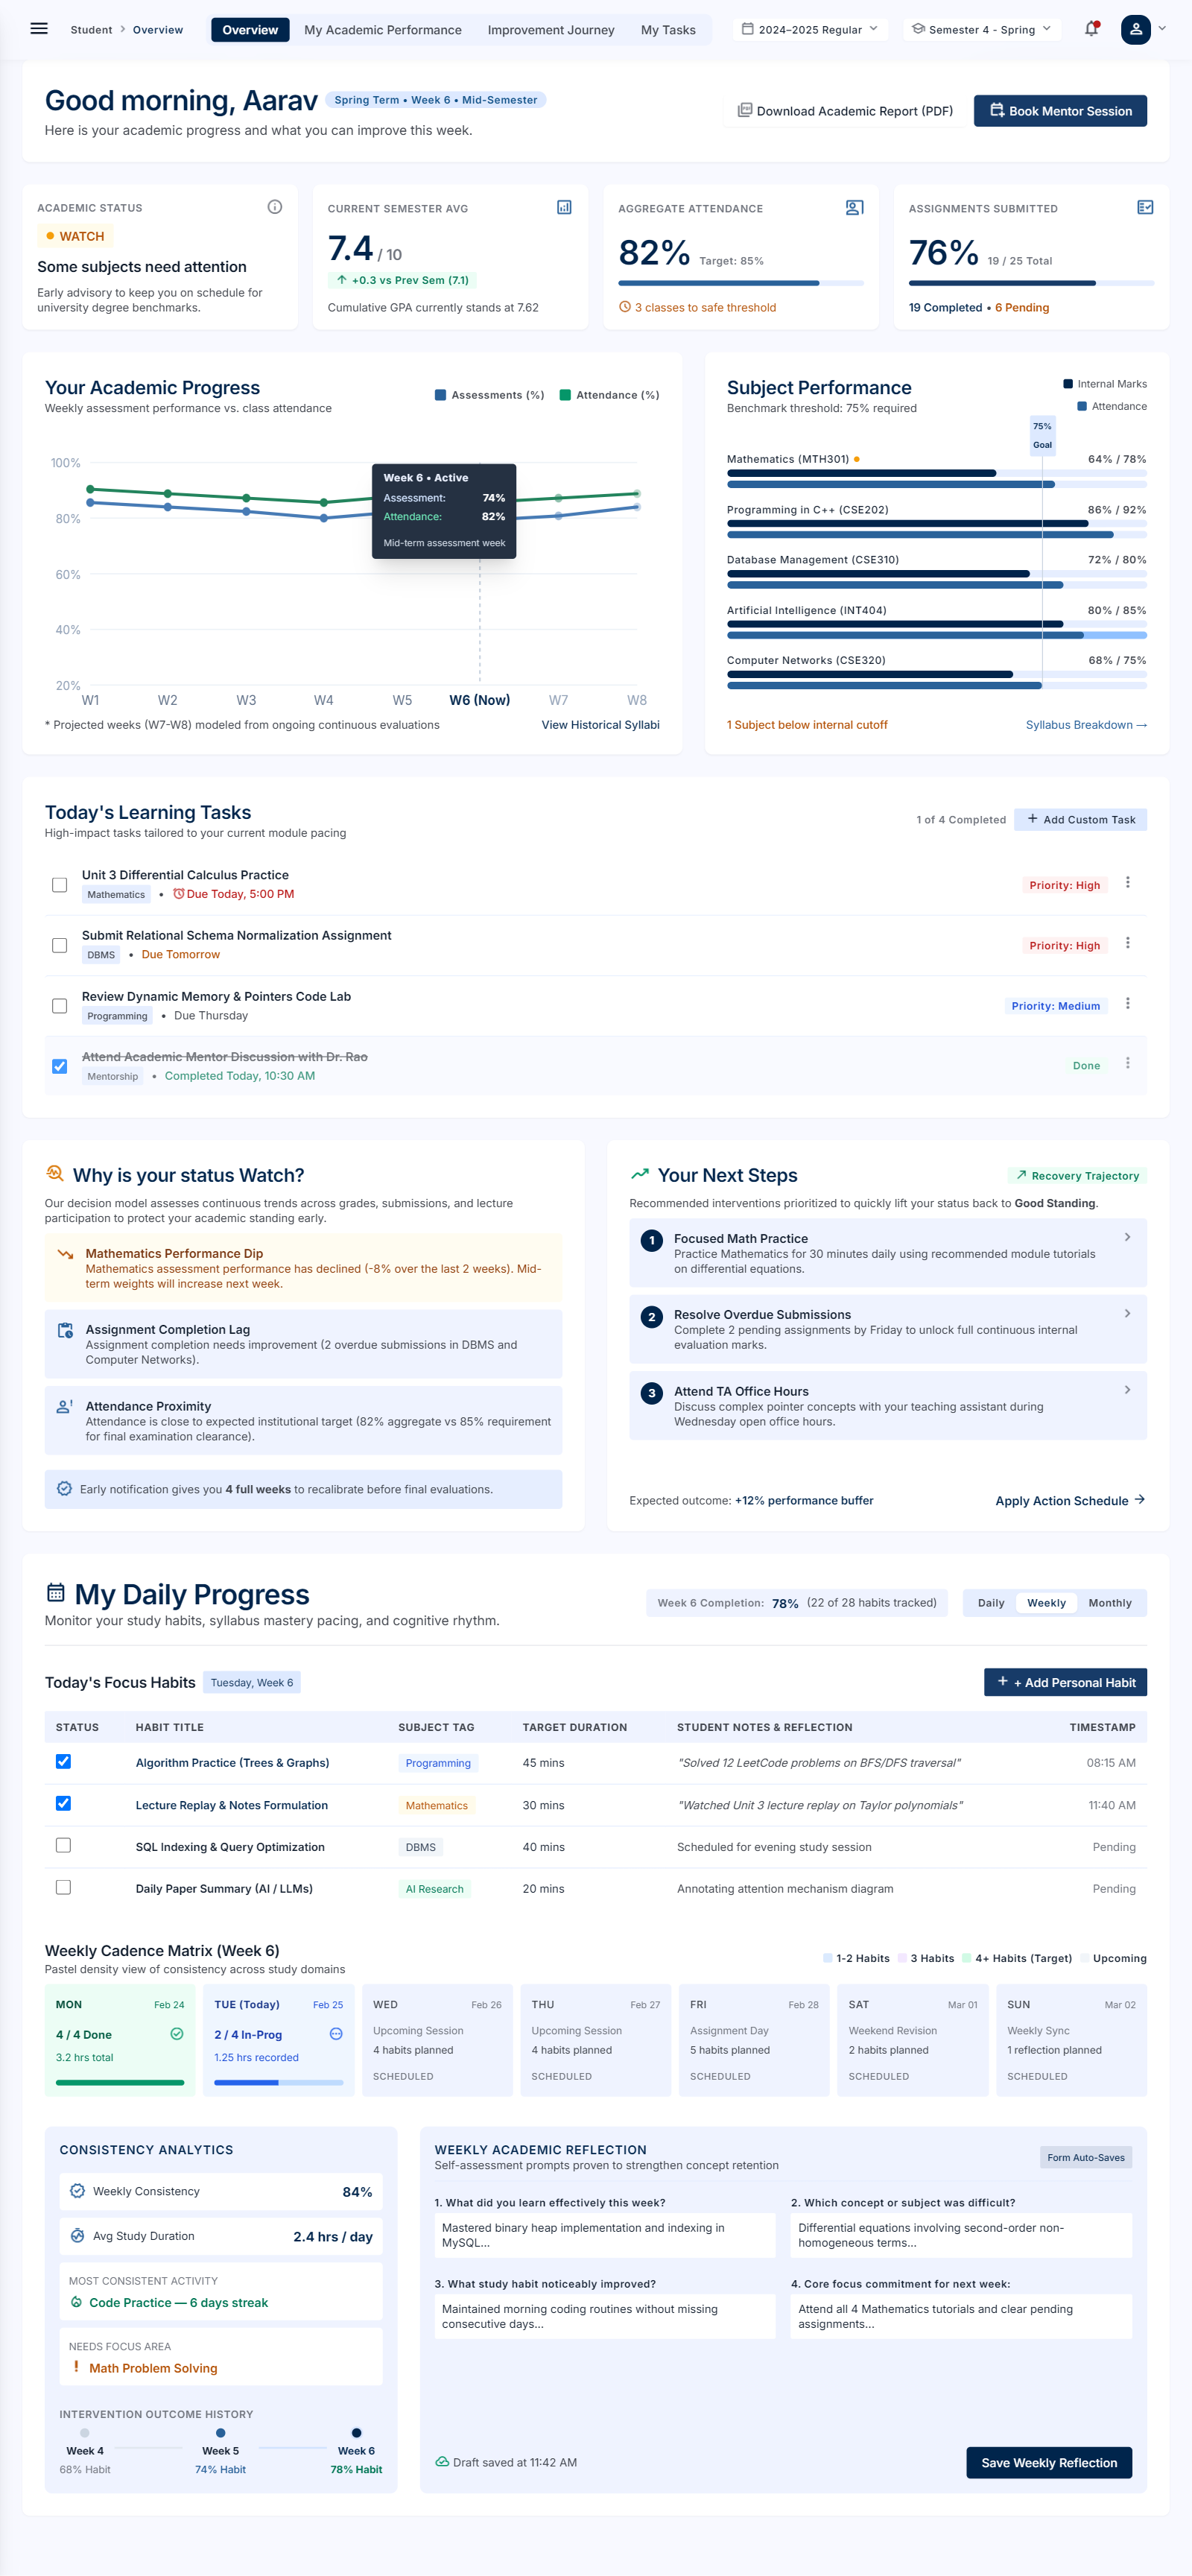 Student > Overview
Overview
My Academic Performance
Improvement Journey
My Tasks
2024–2025 Regular
Semester 4 - Spring
Good morning, Aarav
Spring Term • Week 6 • Mid-Semester
Here is your academic progress and what you can improve this week.
Download Academic Report (PDF)
Book Mentor Session
ACADEMIC STATUS
WATCH
Some subjects need attention
Early advisory to keep you on schedule for
university degree benchmarks.
CURRENT SEMESTER AVG
7.4 / 10
+0.3 vs Prev Sem (7.1)
Cumulative GPA currently stands at 7.62
AGGREGATE ATTENDANCE
82% Target: 85%
3 classes to safe threshold
ASSIGNMENTS SUBMITTED
76% 19 / 25 Total
19 Completed • 6 Pending
Your Academic Progress
Weekly assessment performance vs. class attendance
Assessments (%)
Attendance (%)
100%
80%
60%
40%
20%
Week 6 • Active
Assessment: 74%
Attendance: 82%
Mid-term assessment week
W1 W2 W3 W4 W5 W6 (Now) W7 W8
* Projected weeks (W7-W8) modeled from ongoing continuous evaluations
View Historical Syllabi
Subject Performance
Benchmark threshold: 75% required
Internal Marks
Attendance
75%
Goal
Mathematics (MTH301) 64% / 78%
Programming in C++ (CSE202) 86% / 92%
Database Management (CSE310) 72% / 80%
Artificial Intelligence (INT404) 80% / 85%
Computer Networks (CSE320) 68% / 75%
1 Subject below internal cutoff
Syllabus Breakdown →
Today's Learning Tasks
High-impact tasks tailored to your current module pacing
1 of 4 Completed
+ Add Custom Task
Unit 3 Differential Calculus Practice
Mathematics • Due Today, 5:00 PM
Priority: High
Submit Relational Schema Normalization Assignment
DBMS • Due Tomorrow
Priority: High
Review Dynamic Memory & Pointers Code Lab
Programming • Due Thursday
Priority: Medium
Attend Academic Mentor Discussion with Dr. Rao
Mentorship • Completed Today, 10:30 AM
Done
Why is your status Watch?
Our decision model assesses continuous trends across grades, submissions, and lecture
participation to protect your academic standing early.
Mathematics Performance Dip
Mathematics assessment performance has declined (-8% over the last 2 weeks). Mid-
term weights will increase next week.
Assignment Completion Lag
Assignment completion needs improvement (2 overdue submissions in DBMS and
Computer Networks).
Attendance Proximity
Attendance is close to expected institutional target (82% aggregate vs 85% requirement
for final examination clearance).
Early notification gives you 4 full weeks to recalibrate before final evaluations.
Your Next Steps
Recovery Trajectory
Recommended interventions prioritized to quickly lift your status back to Good Standing.
1 Focused Math Practice
Practice Mathematics for 30 minutes daily using recommended module tutorials
on differential equations.
2 Resolve Overdue Submissions
Complete 2 pending assignments by Friday to unlock full continuous internal
evaluation marks.
3 Attend TA Office Hours
Discuss complex pointer concepts with your teaching assistant during
Wednesday open office hours.
Expected outcome: +12% performance buffer
Apply Action Schedule →
My Daily Progress
Monitor your study habits, syllabus mastery pacing, and cognitive rhythm.
Week 6 Completion: 78% (22 of 28 habits tracked)
Daily
Weekly
Monthly
Today's Focus Habits
Tuesday, Week 6
+ + Add Personal Habit
STATUS HABIT TITLE SUBJECT TAG TARGET DURATION STUDENT NOTES & REFLECTION TIMESTAMP
Algorithm Practice (Trees & Graphs) Programming 45 mins "Solved 12 LeetCode problems on BFS/DFS traversal" 08:15 AM
Lecture Replay & Notes Formulation Mathematics 30 mins "Watched Unit 3 lecture replay on Taylor polynomials" 11:40 AM
SQL Indexing & Query Optimization DBMS 40 mins Scheduled for evening study session Pending
Daily Paper Summary (AI / LLMs) AI Research 20 mins Annotating attention mechanism diagram Pending
Weekly Cadence Matrix (Week 6)
Pastel density view of consistency across study domains
1-2 Habits
3 Habits
4+ Habits (Target)
Upcoming
MON Feb 24
4 / 4 Done
3.2 hrs total
TUE (Today) Feb 25
2 / 4 In-Prog
1.25 hrs recorded
WED Feb 26
Upcoming Session
4 habits planned
SCHEDULED
THU Feb 27
Upcoming Session
4 habits planned
SCHEDULED
FRI Feb 28
Assignment Day
5 habits planned
SCHEDULED
SAT Mar 01
Weekend Revision
2 habits planned
SCHEDULED
SUN Mar 02
Weekly Sync
1 reflection planned
SCHEDULED
CONSISTENCY ANALYTICS
Weekly Consistency 84%
Avg Study Duration 2.4 hrs / day
MOST CONSISTENT ACTIVITY
Code Practice — 6 days streak
NEEDS FOCUS AREA
Math Problem Solving
INTERVENTION OUTCOME HISTORY
Week 4 Week 5 Week 6
68% Habit 74% Habit 78% Habit
WEEKLY ACADEMIC REFLECTION
Self-assessment prompts proven to strengthen concept retention
Form Auto-Saves
1. What did you learn effectively this week?
Mastered binary heap implementation and indexing in
MySQL...
2. Which concept or subject was difficult?
Differential equations involving second-order non-
homogeneous terms...
3. What study habit noticeably improved?
Maintained morning coding routines without missing
consecutive days...
4. Core focus commitment for next week:
Attend all 4 Mathematics tutorials and clear pending
assignments...
Draft saved at 11:42 AM
Save Weekly Reflection